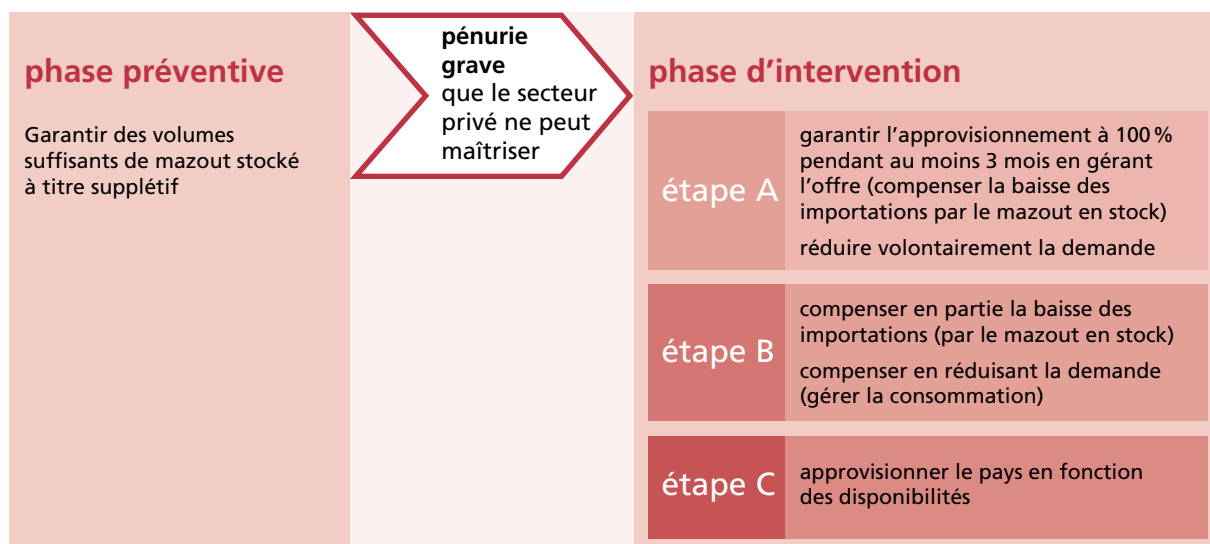 phase préventive
Garantir des volumes
suffisants de mazout stocké
à titre supplétif
pénurie
grave
que le secteur
privé ne peut
maîtriser
phase d’intervention
étape A
garantir l’approvisionnement à 100 %
pendant au moins 3 mois en gérant
l’offre (compenser la baisse des
importations par le mazout en stock)
réduire volontairement la demande
étape B
compenser en partie la baisse des
importations (par le mazout en stock)
compenser en réduisant la demande
(gérer la consommation)
étape C
approvisionner le pays en fonction
des disponibilités